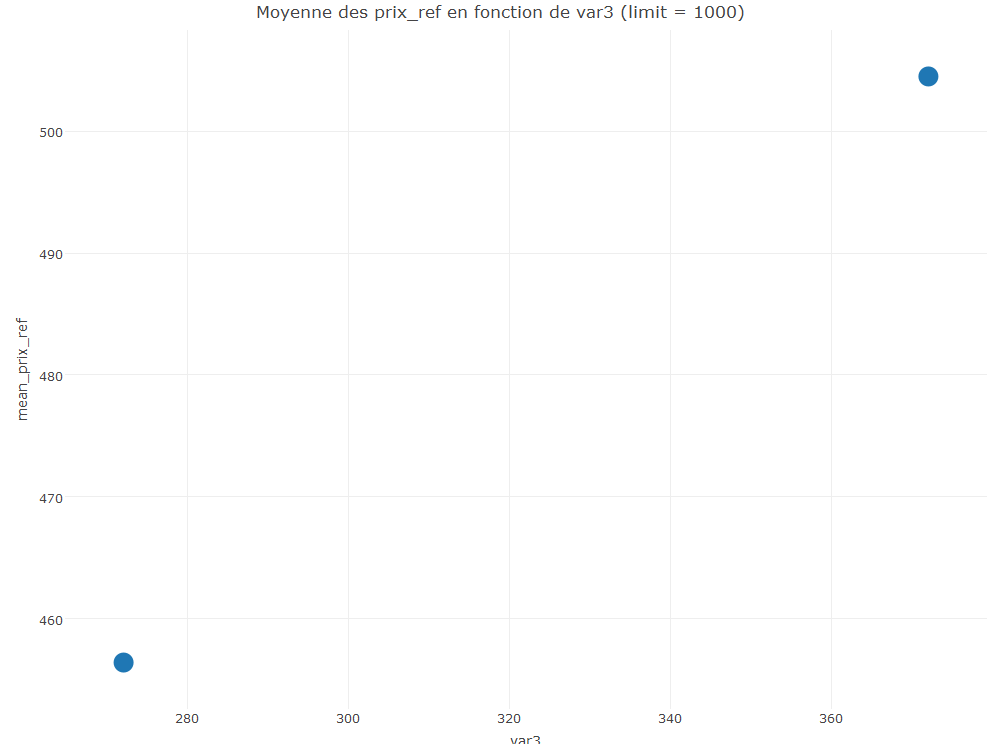 Moyenne des prix_ref en fonction de var3 (limit = 1000)
500
490
480
470
460
mean_prix_ref
280 300 320 340 360
var3